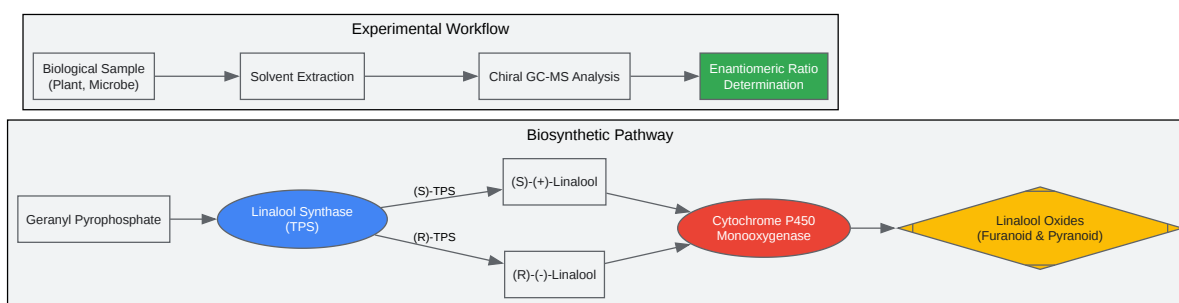 Experimental Workflow
Biological Sample
(Plant, Microbe)
Solvent Extraction
Chiral GC-MS Analysis
Enantiomeric Ratio
Determination
Biosynthetic Pathway
Geranyl Pyrophosphate
Linalool Synthase
(TPS)
(S)-TPS
(R)-TPS
(S)-(+)-Linalool
(R)-(-)-Linalool
Cytochrome P450
Monooxygenase
Linalool Oxides
(Furanoid & Pyranoid)